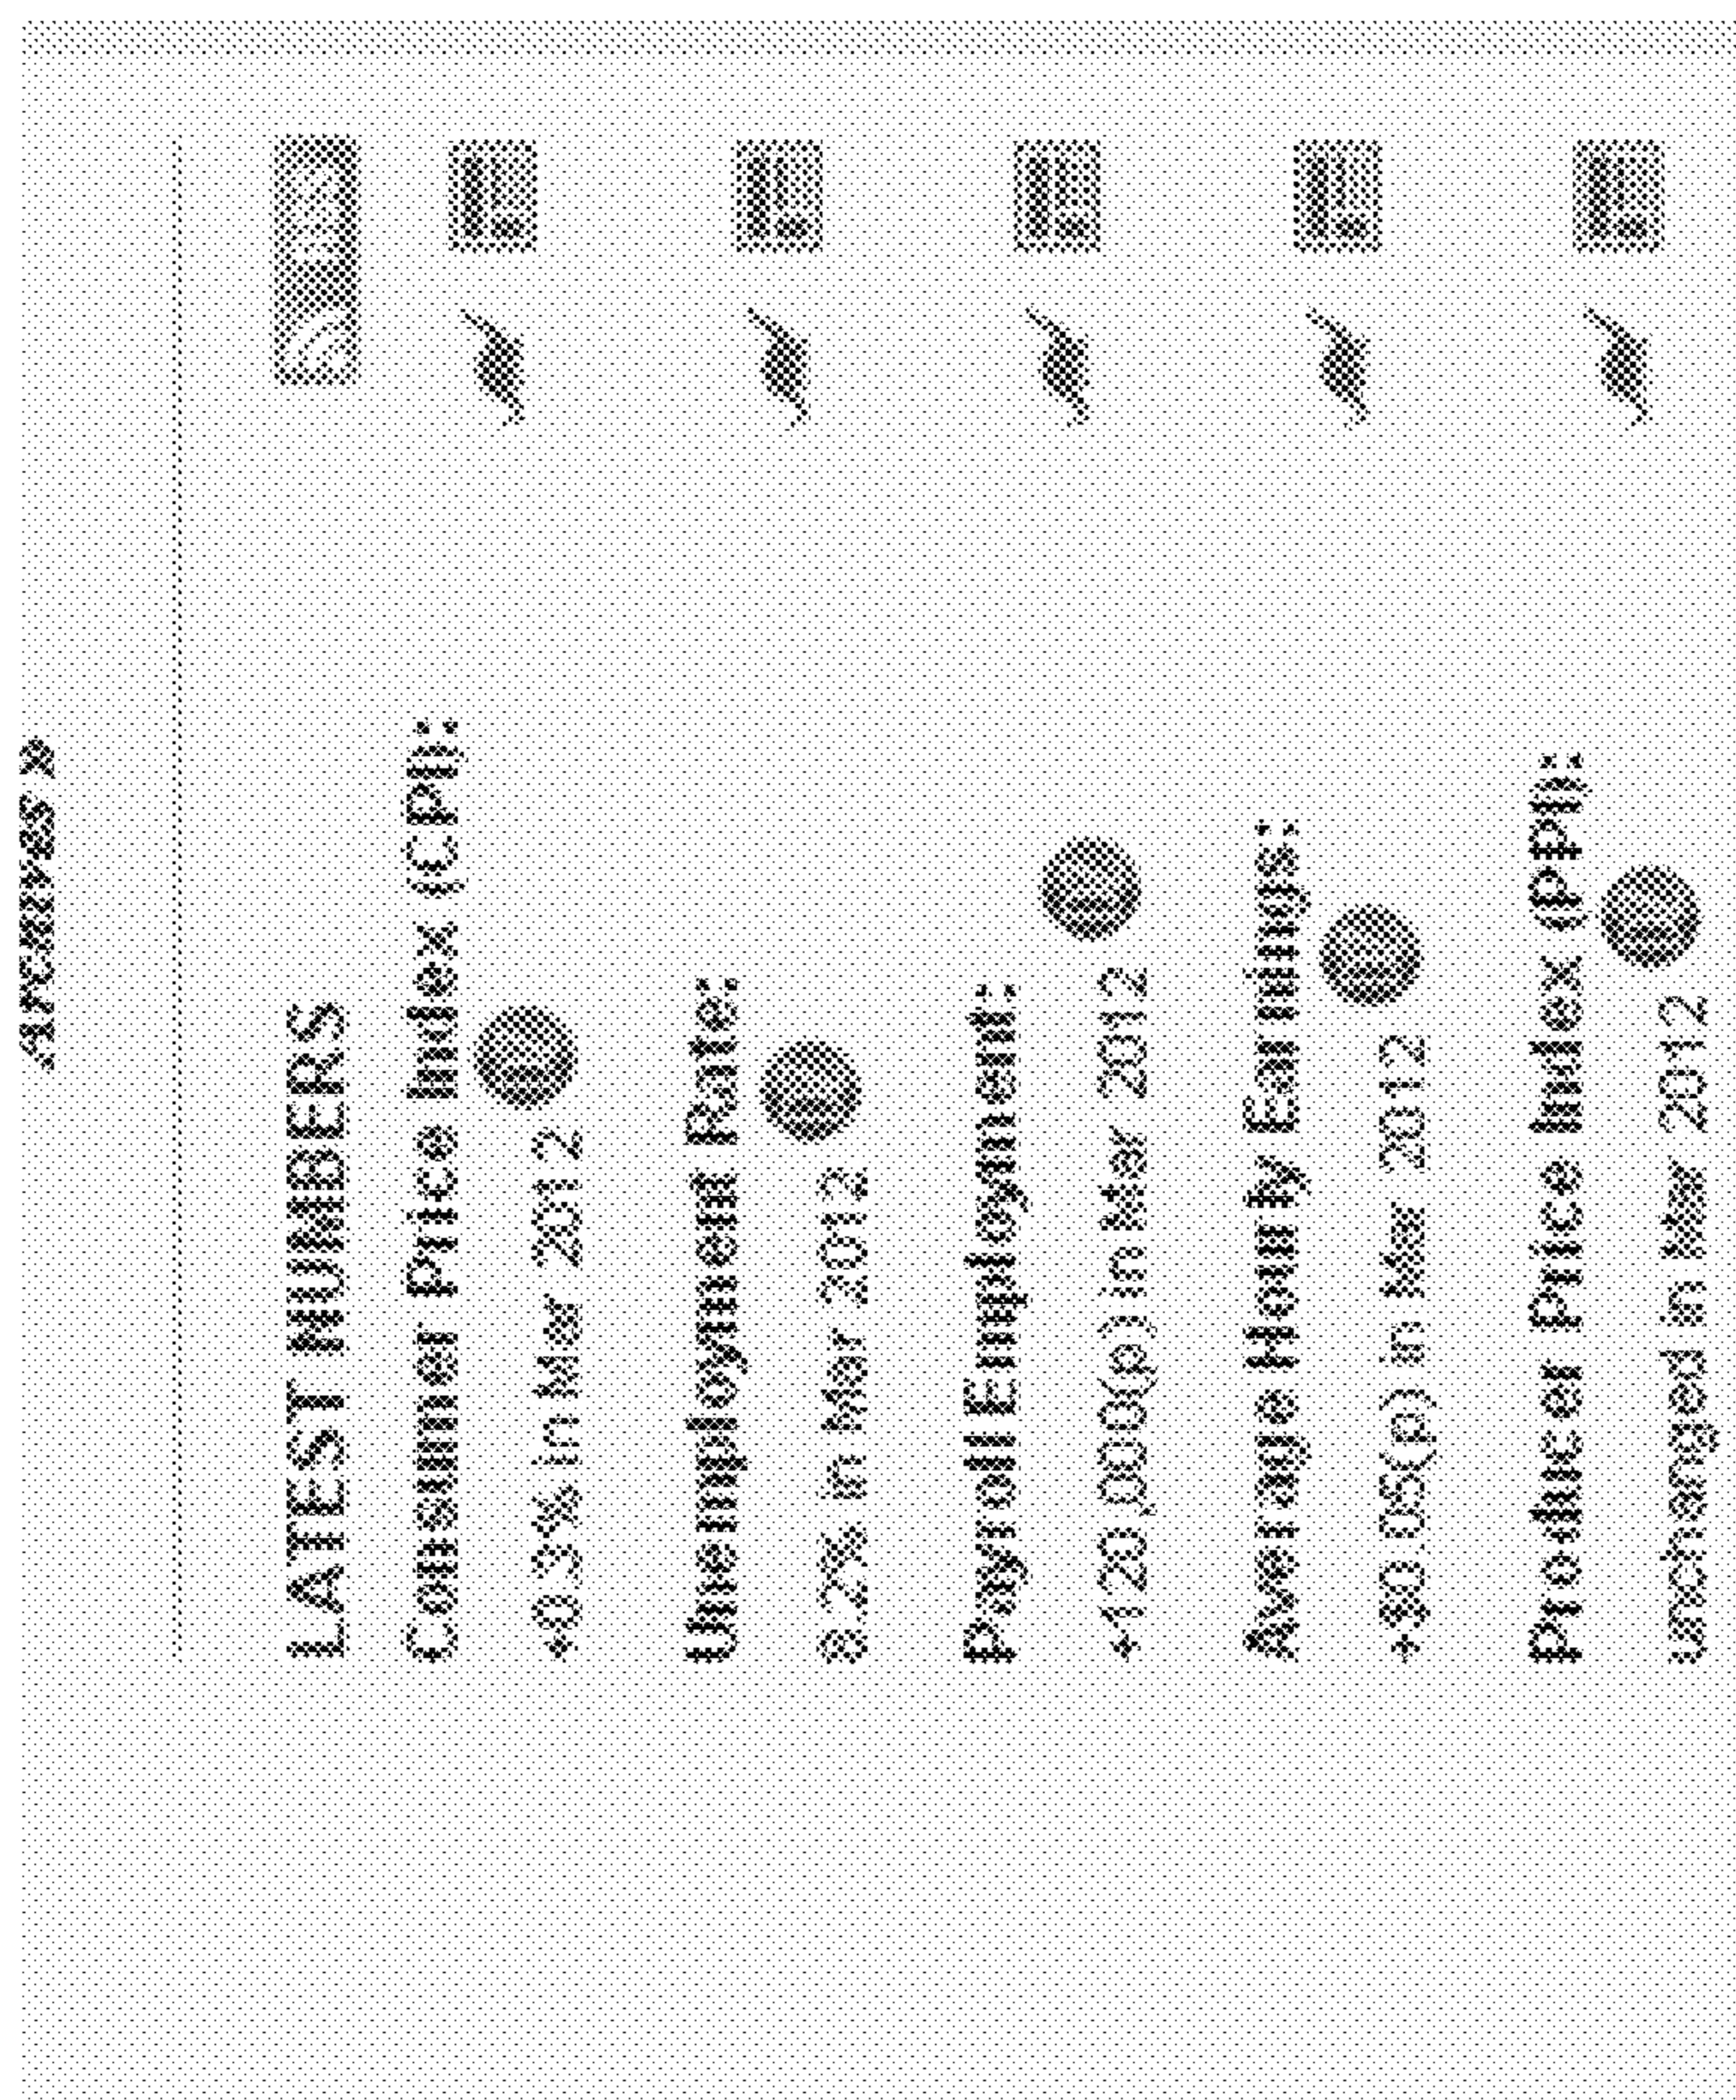 Archives »
LATEST NUMBERS
RSS
Consumer Price Index (CPI):
+0.3% in Mar 2012
Unemployment Rate:
8.2% in Mar 2012
Payroll Employment:
+120,000(p) in Mar 2012
Average Hourly Earnings:
+$0.05(p) in Mar 2012
Producer Price Index (PPI):
unchanged in Mar 2012